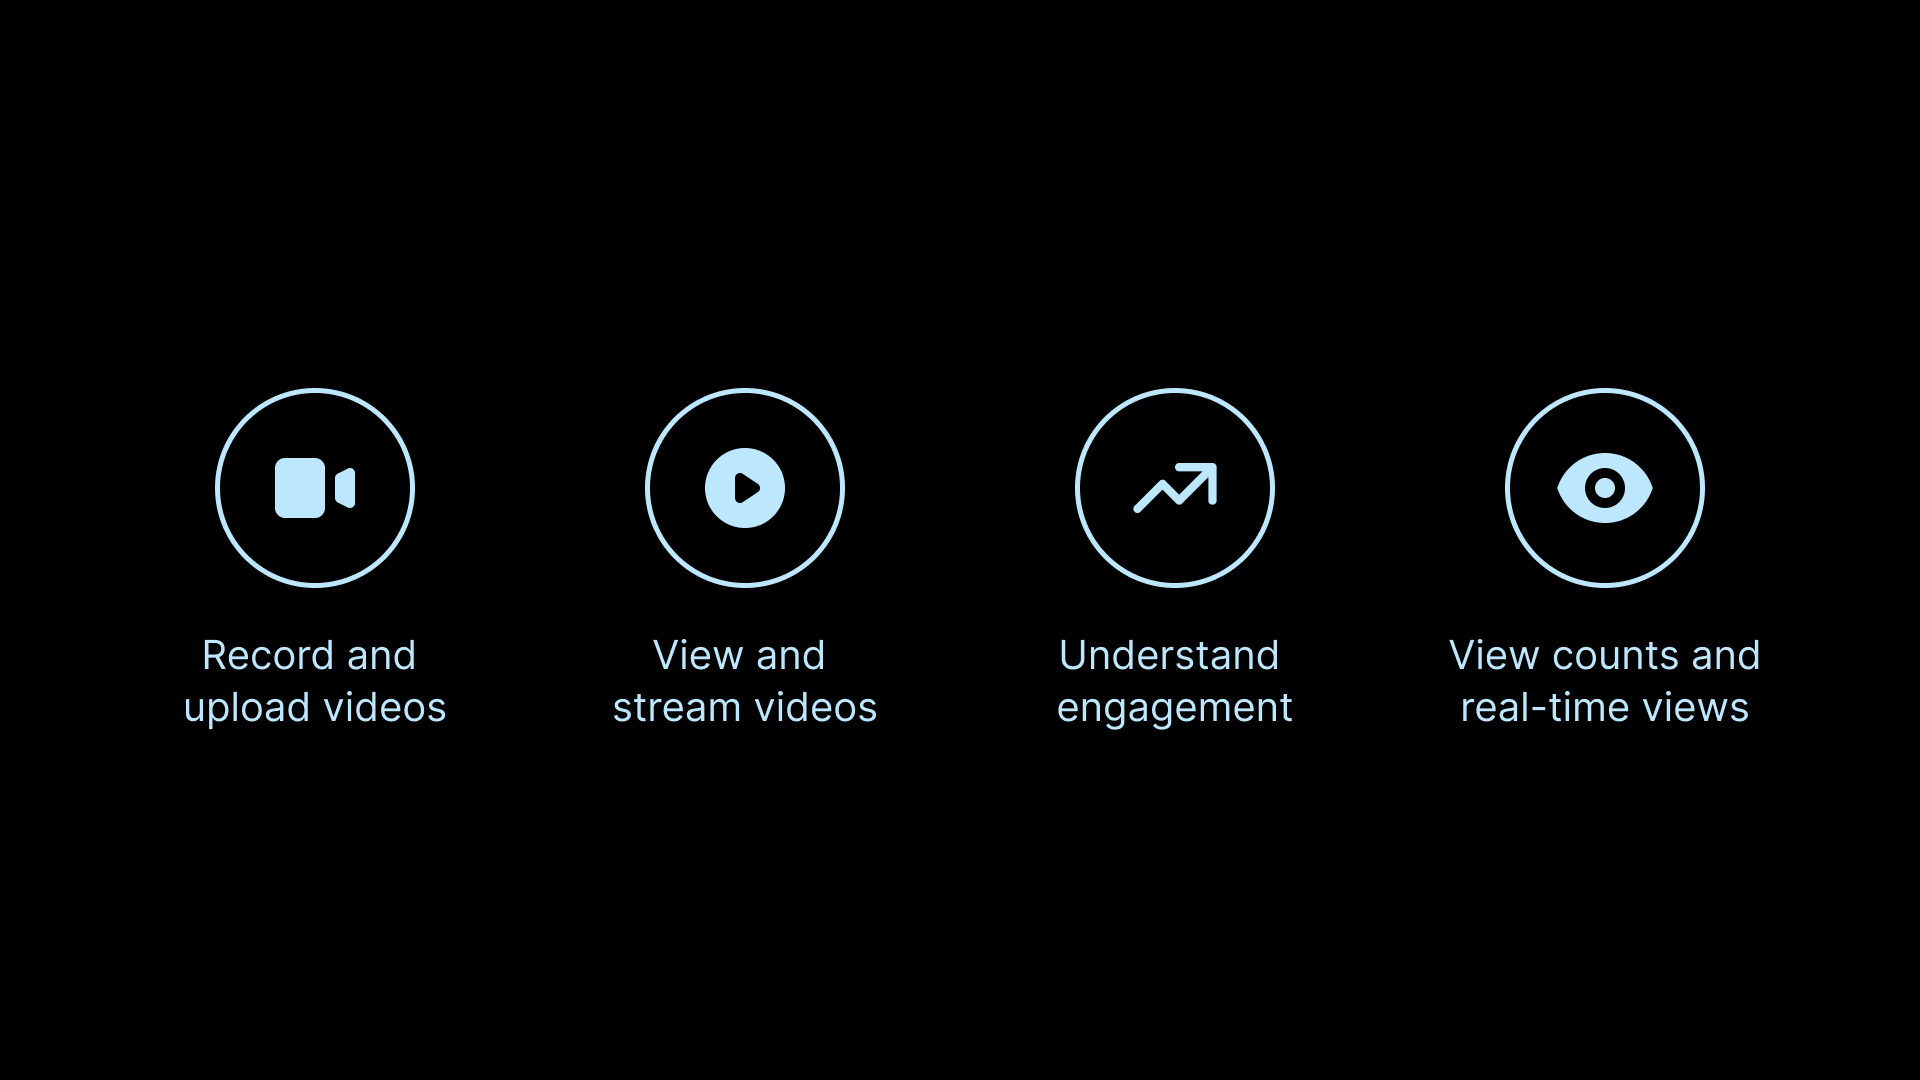 Record and
upload videos
View and
stream videos
Understand
engagement
View counts and
real-time views